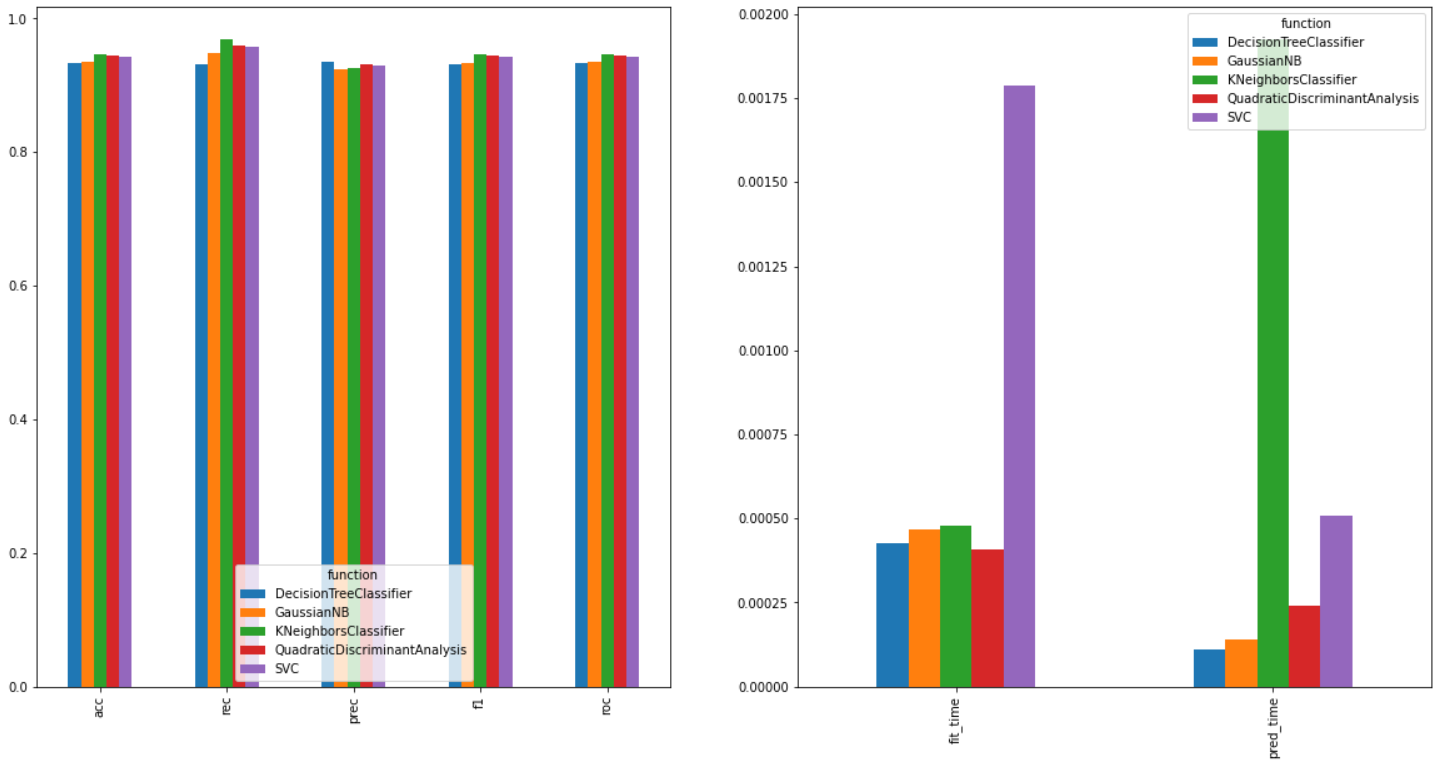 1.0
0.8
0.6
0.4
0.2
0.0
acc
rec
prec
f1
roc
function
DecisionTreeClassifier
GaussianNB
KNeighborsClassifier
QuadraticDiscriminantAnalysis
SVC
0.00200
0.00175
0.00150
0.00125
0.00100
0.00075
0.00050
0.00025
0.00000
fit_time
pred_time
function
DecisionTreeClassifier
GaussianNB
KNeighborsClassifier
QuadraticDiscriminantAnalysis
SVC